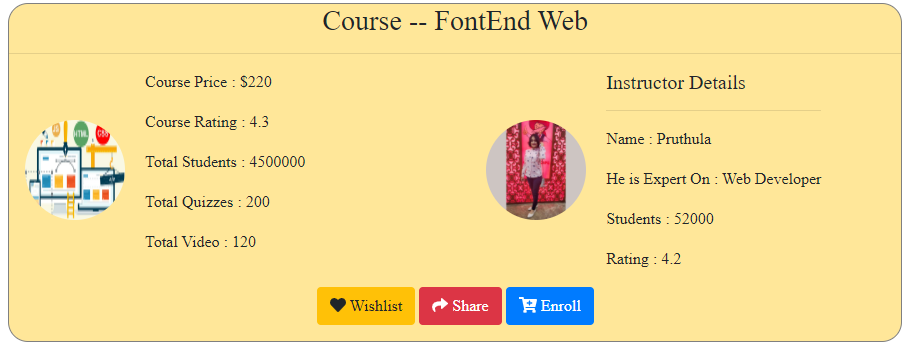 Course -- FontEnd Web
Course Price : $220
Course Rating : 4.3
Total Students : 4500000
Total Quizzes : 200
Total Video : 120
HTML
CSS
Instructor Details
Name : Pruthula
He is Expert On : Web Developer
Students : 52000
Rating : 4.2
Wishlist
Share
Enroll